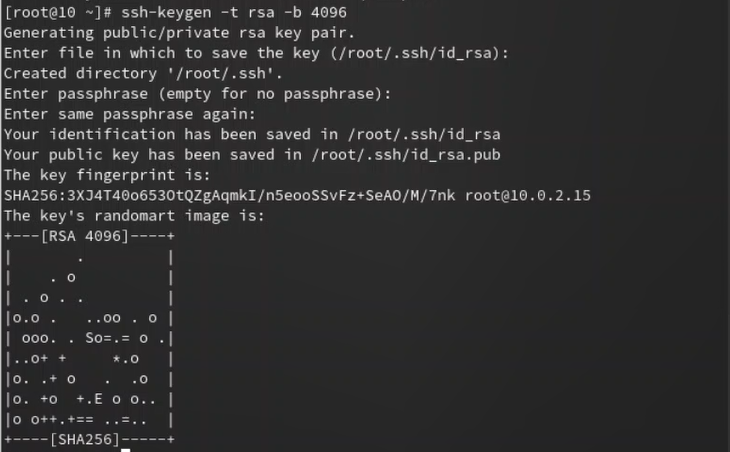 [root@10 ~]# ssh-keygen -t rsa -b 4096
Generating public/private rsa key pair.
Enter file in which to save the key (/root/.ssh/id_rsa):
Created directory '/root/.ssh'.
Enter passphrase (empty for no passphrase):
Enter same passphrase again:
Your identification has been saved in /root/.ssh/id_rsa
Your public key has been saved in /root/.ssh/id_rsa.pub
The key fingerprint is:
SHA256:3XJ4T40o653OtQZgAqmkI/n5eooSSvFz+SeAO/M/7nk root@10.0.2.15
The key's randomart image is:
+---[RSA 4096]----+
|        .        |
|     . o         |
|  . o . .        |
|o.o .   ..oo . o |
| ooo. . So=.= o .|
|..o+ +     *.o   |
|o. .+ o   .  .o  |
|o. +o  +.E o o.. |
|o o++.+== ..=..  |
+----[SHA256]-----+